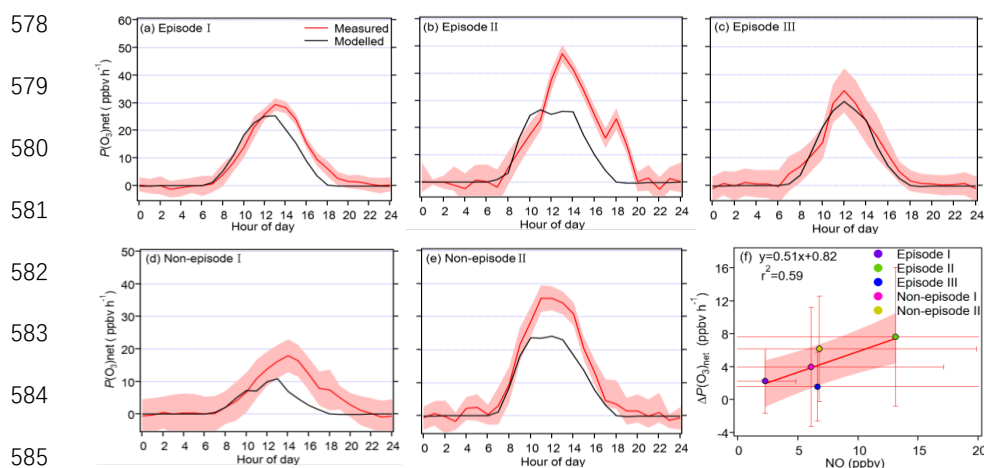 578
579
580
581
582
583
584
585
(a) Episode Ⅰ
Measured
Modelled
P(O₃)net ( ppbv h⁻¹)
60
50
40
30
20
10
0
0 2 4 6 8 10 12 14 16 18 20 22 24
Hour of day
(b) Episode Ⅱ
0 2 4 6 8 10 12 14 16 18 20 22 24
Hour of day
(c) Episode Ⅲ
0 2 4 6 8 10 12 14 16 18 20 22 24
Hour of day
(d) Non-episode Ⅰ
P(O₃)net ( ppbv h⁻¹)
50
40
30
20
10
0
0 2 4 6 8 10 12 14 16 18 20 22 24
Hour of day
(e) Non-episode Ⅱ
0 2 4 6 8 10 12 14 16 18 20 22 24
Hour of day
(f) y=0.51x+0.82
r²=0.59
Episode I
Episode II
Episode III
Non-episode I
Non-episode II
ΔP(O₃)net (ppbv h⁻¹)
16
12
8
4
0
-4
0 5 10 15 20
NO (ppby)